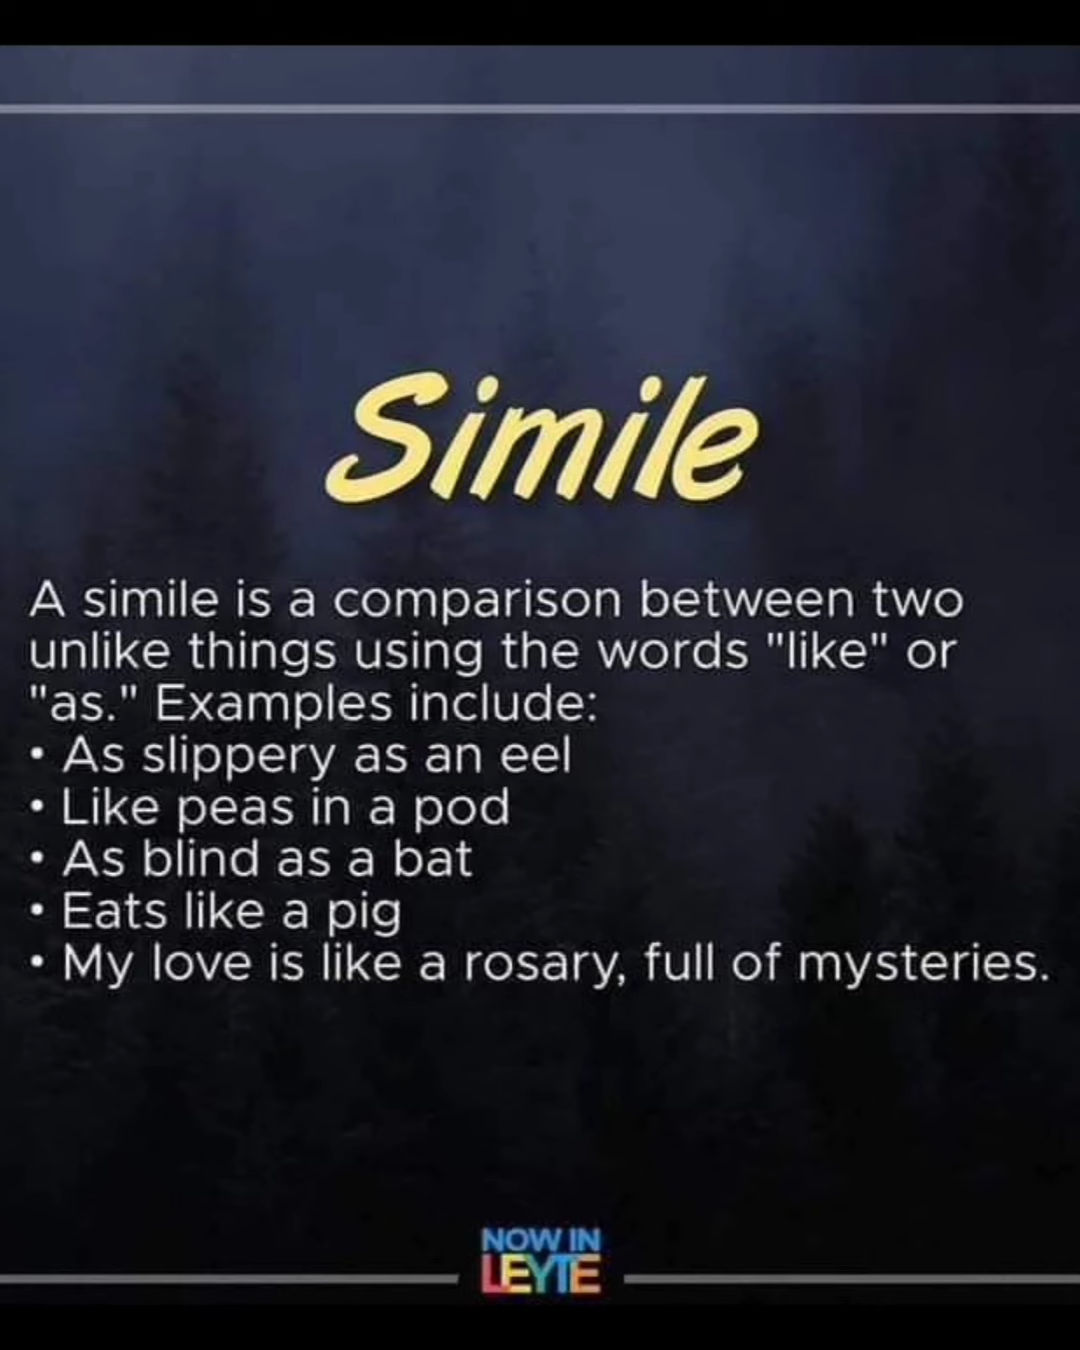 Simile
A simile is a comparison between two
unlike things using the words "like" or
"as." Examples include:
• As slippery as an eel
• Like peas in a pod
• As blind as a bat
• Eats like a pig
• My love is like a rosary, full of mysteries.
NOW IN
LEYTE